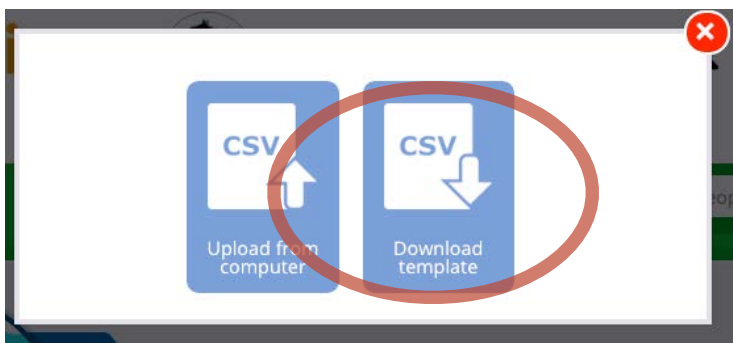 CSV
Upload from
computer
CSV
Download
template